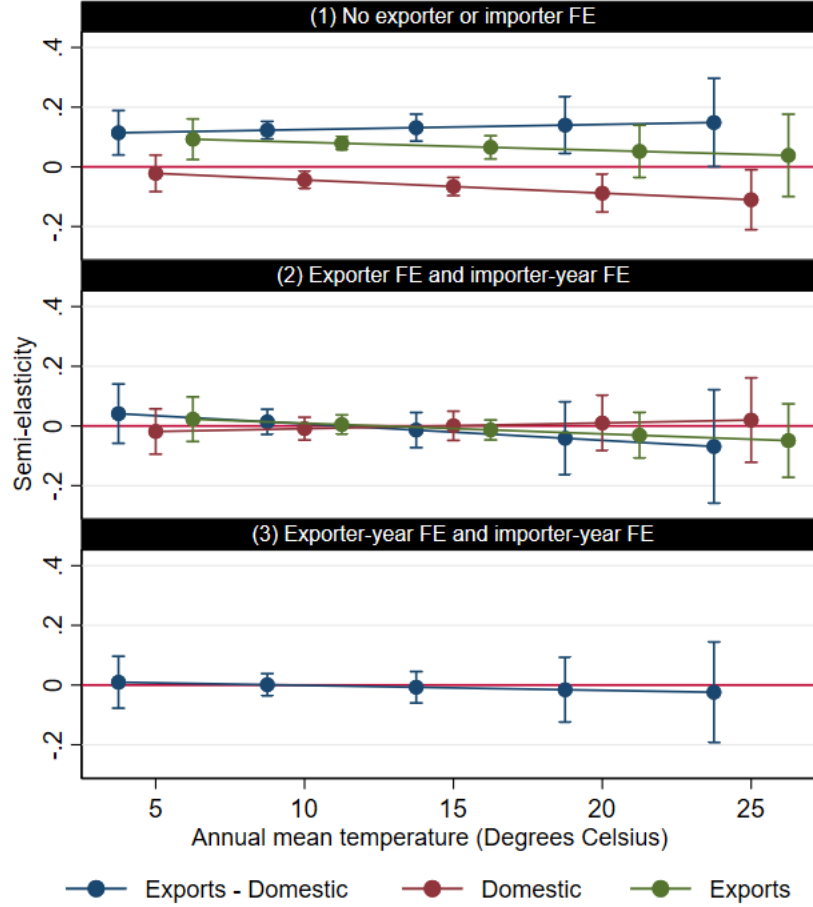 (1) No exporter or importer FE
.4
.2
0
-.2
(2) Exporter FE and importer-year FE
.4
.2
0
-.2
Semi-elasticity
(3) Exporter-year FE and importer-year FE
.4
.2
0
-.2
5 10 15 20 25
Annual mean temperature (Degrees Celsius)
Exports - Domestic Domestic Exports